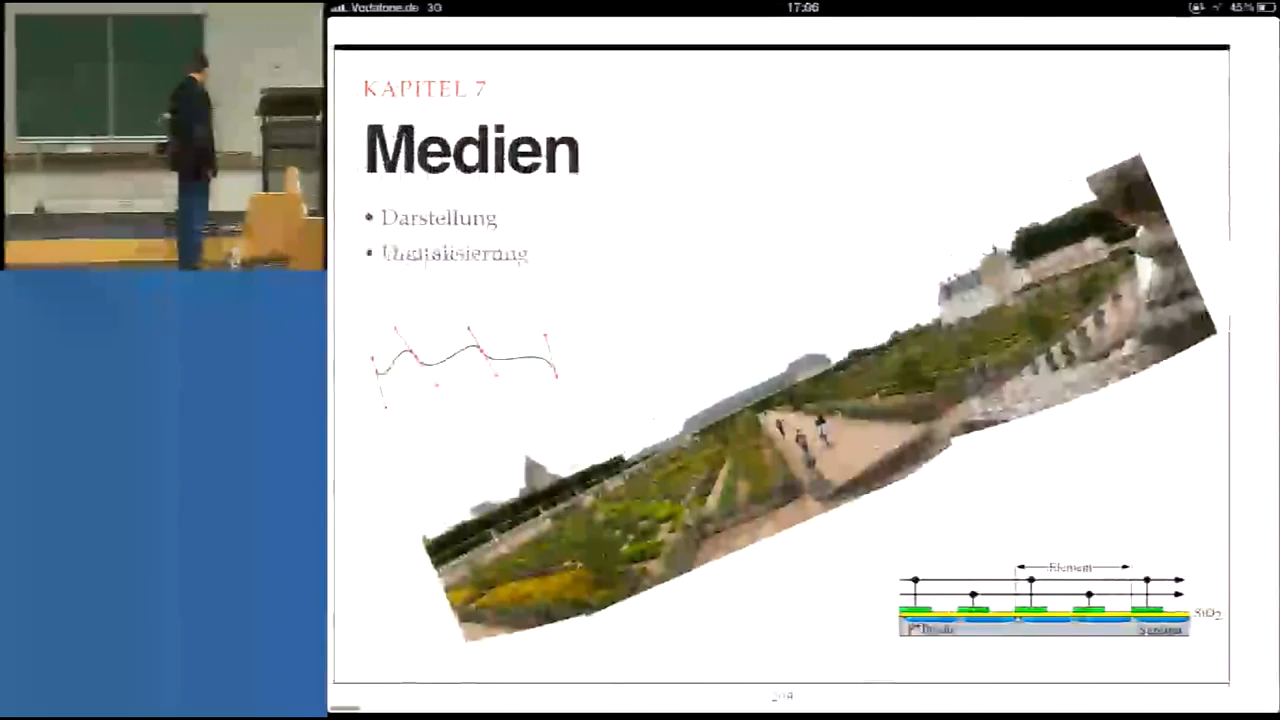 Vodafone.de 3G 17:06 45%
KAPITEL 7
Medien
• Darstellung
• Digitalisierung
Element
SiO2